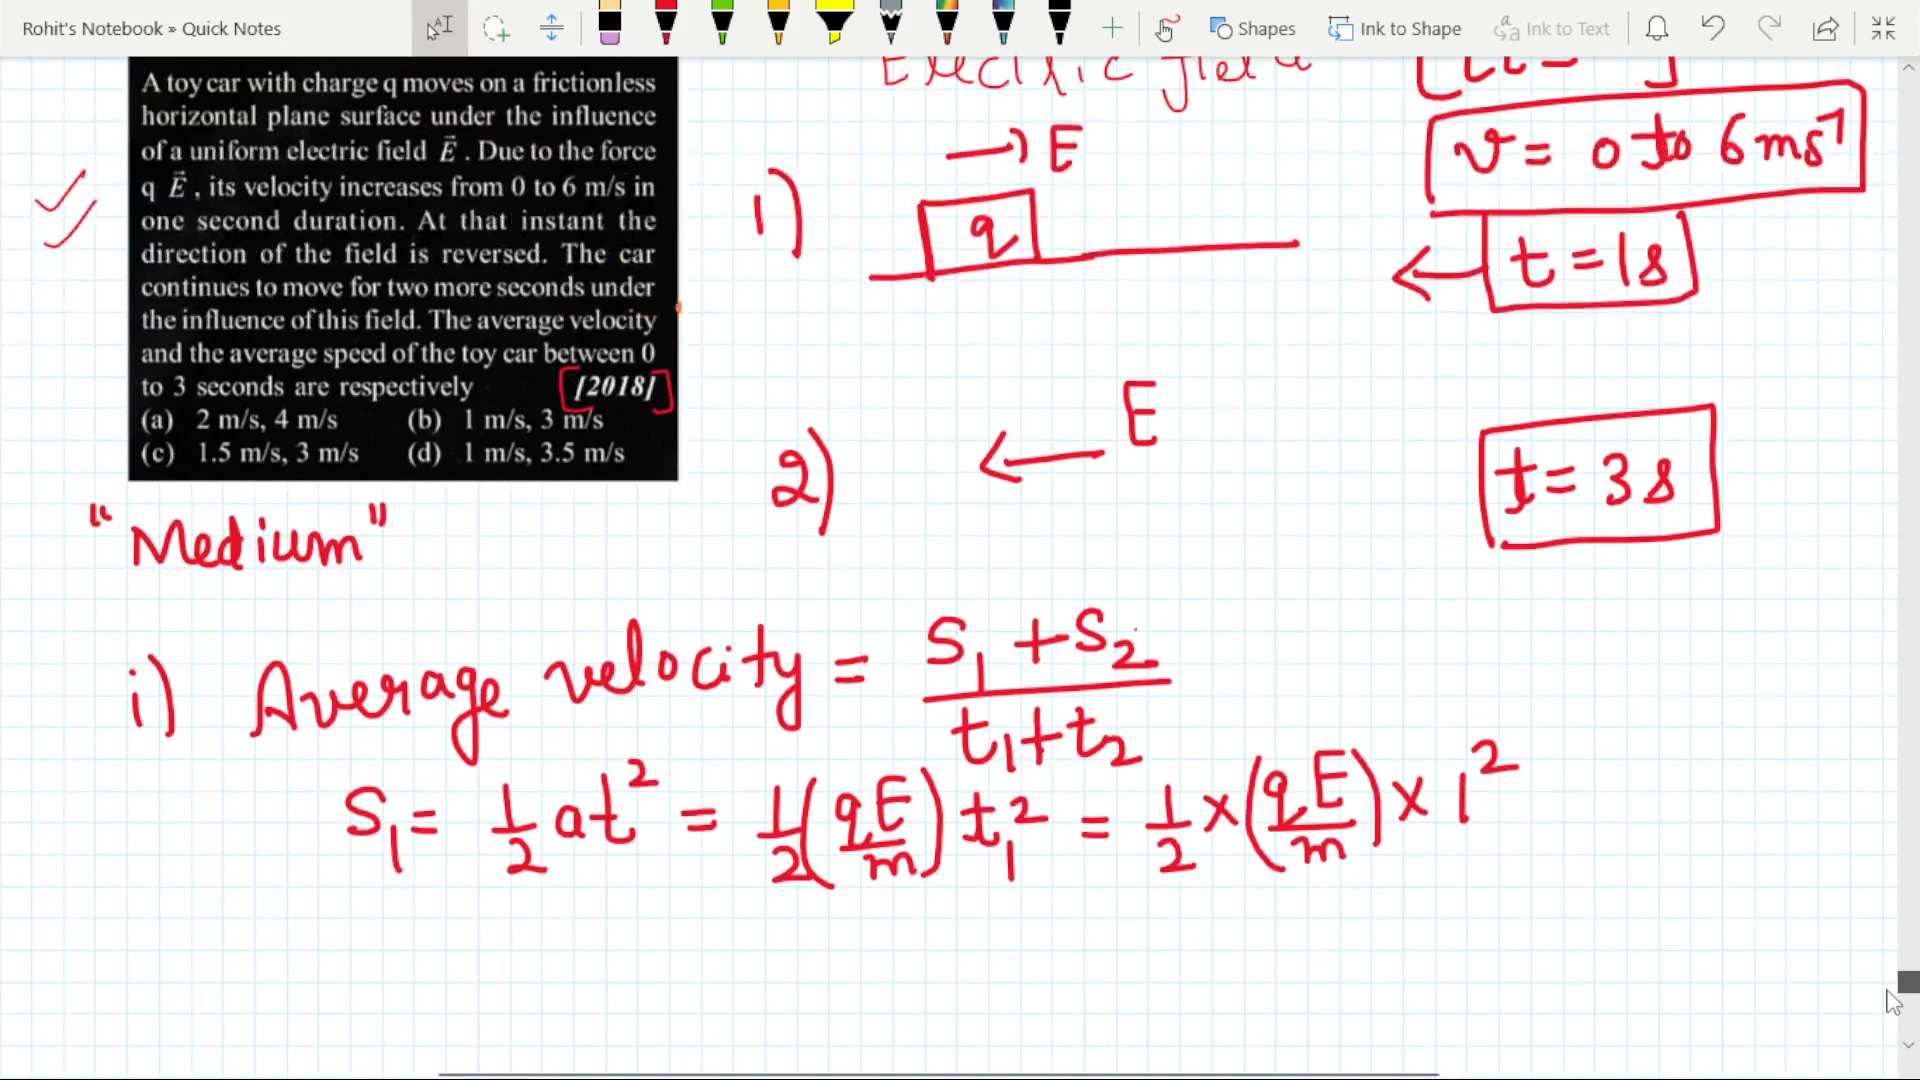 Rohit's Notebook » Quick Notes
Shapes
Ink to Shape
Ink to Text
A toy car with charge q moves on a frictionless
horizontal plane surface under the influence
of a uniform electric field E⃗ . Due to the force
q E⃗ , its velocity increases from 0 to 6 m/s in
one second duration. At that instant the
direction of the field is reversed. The car
continues to move for two more seconds under
the influence of this field. The average velocity
and the average speed of the toy car between 0
to 3 seconds are respectively [2018]
(a) 2 m/s, 4 m/s (b) 1 m/s, 3 m/s
(c) 1.5 m/s, 3 m/s (d) 1 m/s, 3.5 m/s
"Medium"
Electric field
1) → E
q
v = 0 to 6 ms⁻¹
t = 1s
2) ← E
t = 3s
i) Average velocity = (S₁ + S₂)/(t₁ + t₂)
S₁ = 1/2 at² = 1/2 (qE/m) t₁² = 1/2 × (qE/m) × 1²